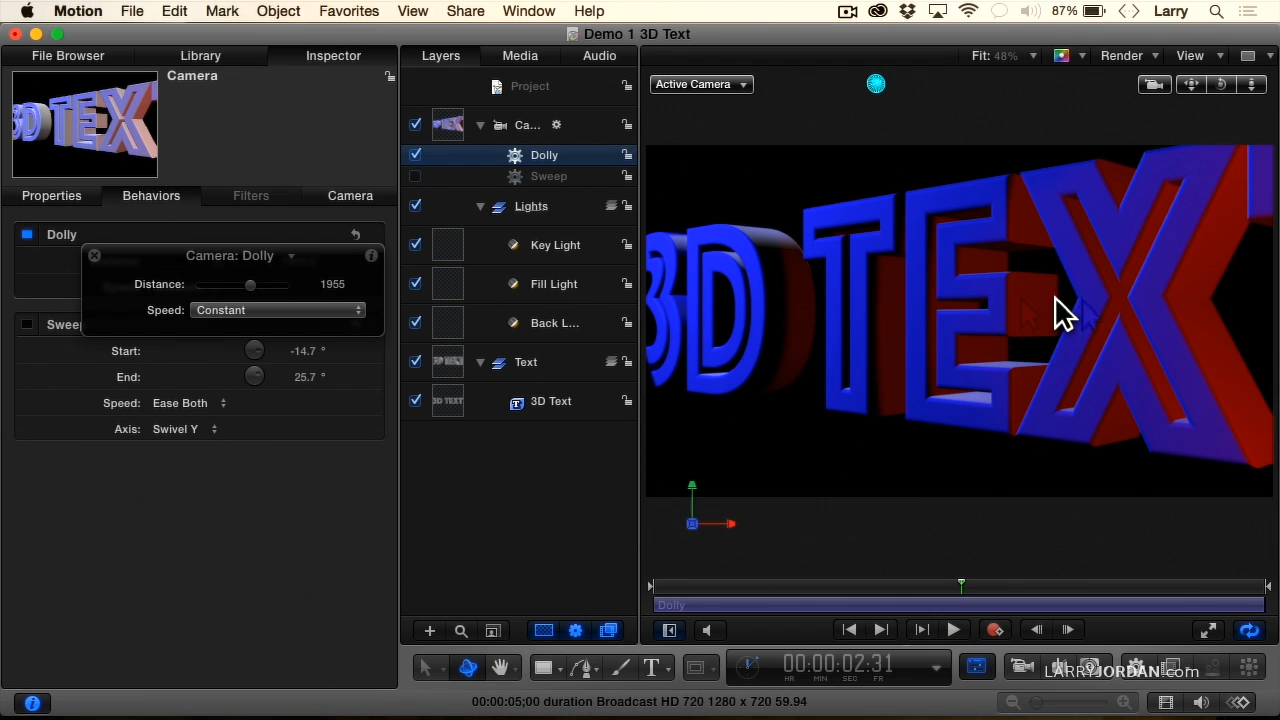 Motion File Edit Mark Object Favorites View Share Window Help 87% Larry
Demo 1 3D Text
File Browser Library Inspector
Layers Media Audio
Fit: 48% Render View
Camera
Project
Active Camera
Ca...
Dolly
Sweep
Properties Behaviors Filters Camera
Lights
Dolly
Camera: Dolly
Distance: 1955
Speed: Constant
Sweep
Start: -14.7 °
End: 25.7 °
Speed: Ease Both
Axis: Swivel Y
Key Light
Fill Light
Back L...
Text
3D Text
3D TEX
Dolly
00:00:02:31
HR MIN SEC FR
LARRYJORDAN.com
00:00:05;00 duration Broadcast HD 720 1280 x 720 59.94